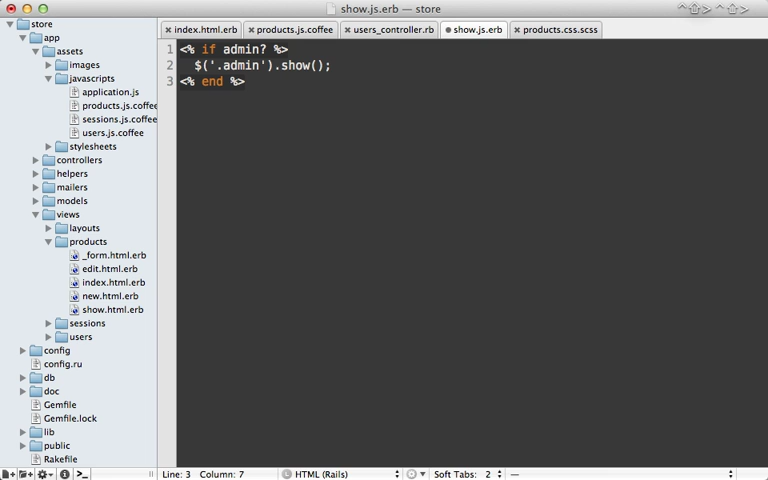 show.js.erb — store
index.html.erb
products.js.coffee
users_controller.rb
show.js.erb
products.css.scss
store
app
assets
images
javascripts
application.js
products.js.coffee
sessions.js.coffee
users.js.coffee
stylesheets
controllers
helpers
mailers
models
views
layouts
products
_form.html.erb
edit.html.erb
index.html.erb
new.html.erb
show.html.erb
sessions
users
config
config.ru
db
doc
Gemfile
Gemfile.lock
lib
public
Rakefile
1 <% if admin? %>
2 $('.admin').show();
3 <% end %>
Line: 3 Column: 7 HTML (Rails) Soft Tabs: 2 —